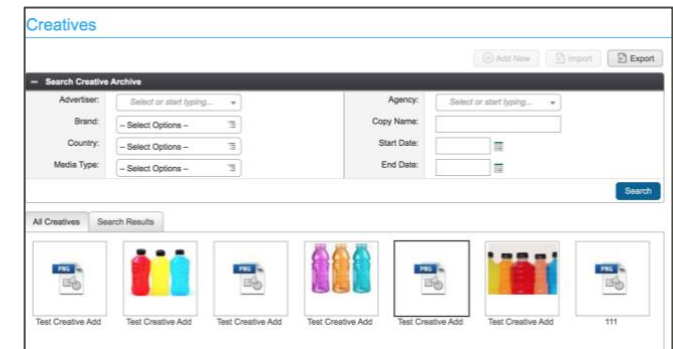 Creatives
Add New Import Export
– Search Creative Archive
Advertiser: Select or start typing... Agency: Select or start typing...
Brand: – Select Options – Copy Name:
Country: – Select Options – Start Date:
Media Type: – Select Options – End Date:
Search
All Creatives Search Results
PNG PNG PNG PNG
Test Creative Add Test Creative Add Test Creative Add Test Creative Add Test Creative Add Test Creative Add 111